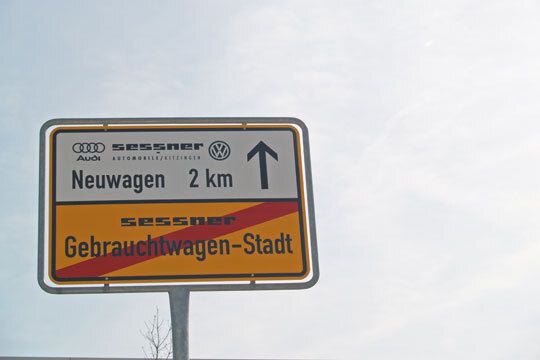 sessner
Audi AUTOMOBILE/KITZINGEN
Neuwagen 2 km
sessner
Gebrauchtwagen-Stadt